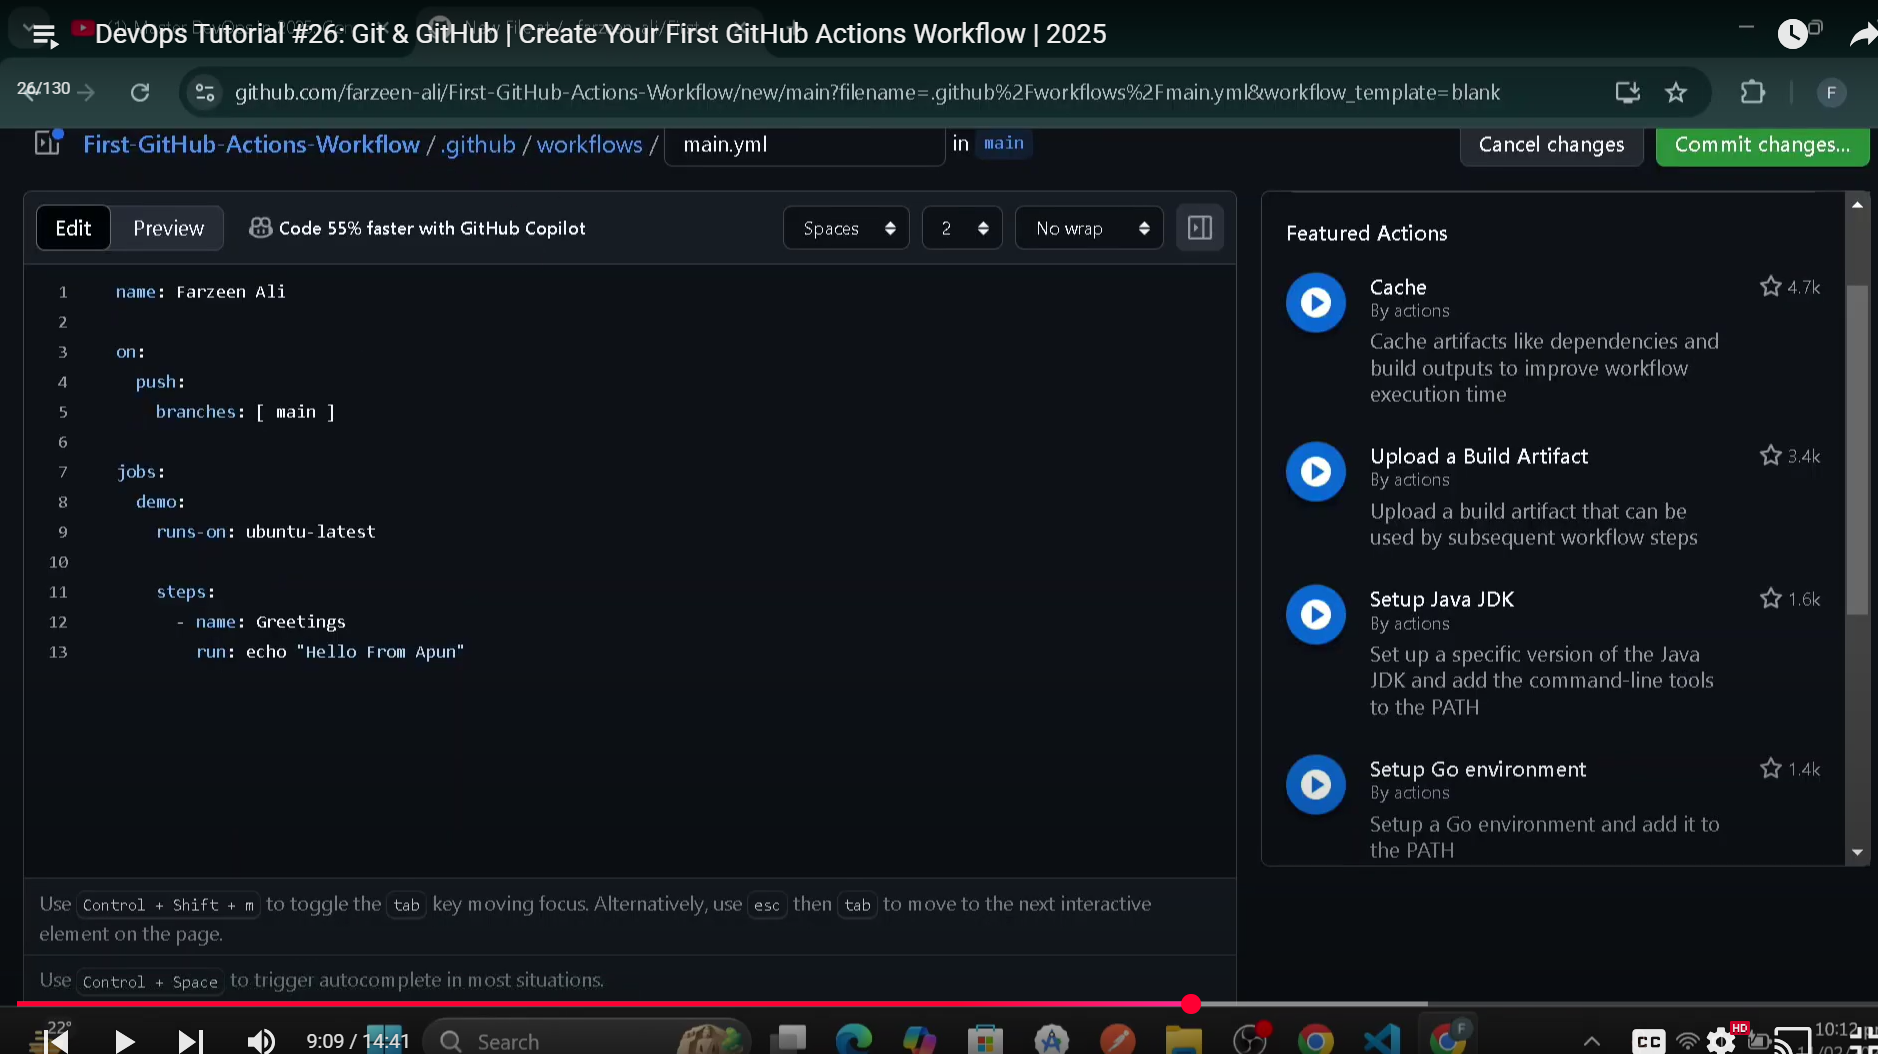 DevOps Tutorial #26: Git & GitHub | Create Your First GitHub Actions Workflow | 2025
26/130
github.com/farzeen-ali/First-GitHub-Actions-Workflow/new/main?filename=.github%2Fworkflows%2Fmain.yml&workflow_template=blank
F
First-GitHub-Actions-Workflow / .github / workflows / main.yml in main
Cancel changes
Commit changes...
Edit
Preview
Code 55% faster with GitHub Copilot
Spaces
2
No wrap
1 name: Farzeen Ali
2
3 on:
4 push:
5 branches: [ main ]
6
7 jobs:
8 demo:
9 runs-on: ubuntu-latest
10
11 steps:
12 - name: Greetings
13 run: echo "Hello From Apun"
Use Control + Shift + m to toggle the tab key moving focus. Alternatively, use esc then tab to move to the next interactive
element on the page.
Use Control + Space to trigger autocomplete in most situations.
Featured Actions
Cache 4.7k
By actions
Cache artifacts like dependencies and
build outputs to improve workflow
execution time
Upload a Build Artifact 3.4k
By actions
Upload a build artifact that can be
used by subsequent workflow steps
Setup Java JDK 1.6k
By actions
Set up a specific version of the Java
JDK and add the command-line tools
to the PATH
Setup Go environment 1.4k
By actions
Setup a Go environment and add it to
the PATH
22°
9:09 / 14:41
Search
F
CC
HD
10:12